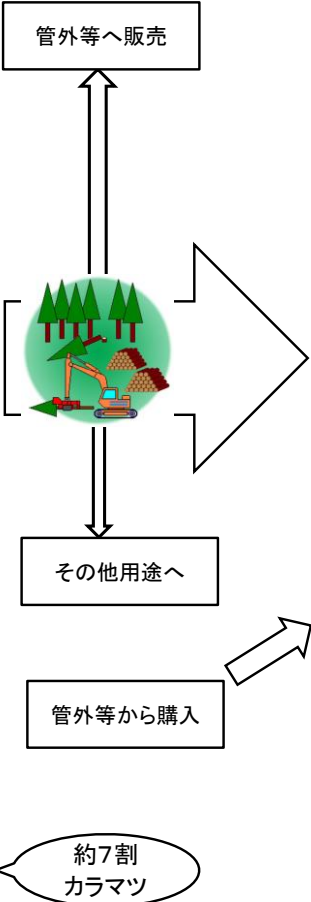 管外等へ販売
その他用途へ
管外等から購入
約7割
カラマツ